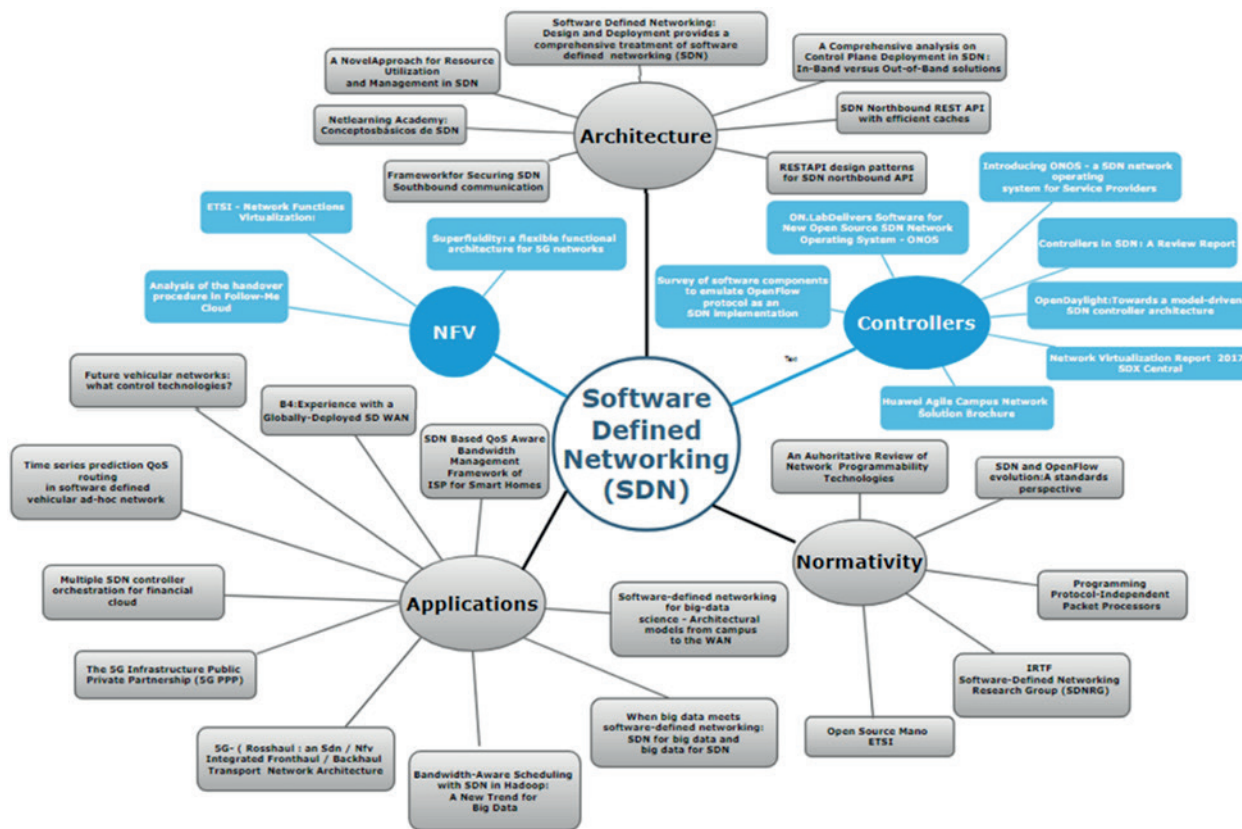 Software Defined Networking:
Design and Deployment provides a
comprehensive treatment of software
defined networking (SDN)
A NovelApproach for Resource
Utilization
and Management in SDN
A Comprehensive analysis on
Control Plane Deployment in SDN:
In-Band versus Out-of-Band solutions
Netlearning Academy:
Conceptosbásicos de SDN
Architecture
SDN Northbound REST API
with efficient caches
Frameworkfor Securing SDN
Southbound communication
RESTAPI design patterns
for SDN northbound API
Introducing ONOS - a SDN network
operating
system for Service Providers
ETSI - Network Functions
Virtualization:
Superfluidity: a flexible functional
architecture for 5G networks
ON.LabDelivers Software for
New Open Source SDN Network
Operating System - ONOS
Controllers in SDN: A Review Report
Analysis of the handover
procedure in Follow-Me
Cloud
NFV
Survey of software components
to emulate OpenFlow
protocol as an
SDN implementation
Controllers
OpenDaylight:Towards a model-driven
SDN controller architecture
Network Virtualization Report 2017
SDX Central
Huawei Agile Campus Network
Solution Brochure
Software
Defined
Networking
(SDN)
Future vehicular networks:
what control technologies?
B4:Experience with a
Globally-Deployed SD WAN
SDN Based QoS Aware
Bandwidth
Management
Framework of
ISP for Smart Homes
Time series prediction QoS
routing
in software defined
vehicular ad-hoc network
Multiple SDN controller
orchestration for financial
cloud
Applications
Software-defined networking
for big-data
science - Architectural
models from campus
to the WAN
The 5G Infrastructure Public
Private Partnership (5G PPP)
5G- ( Rosshaul : an Sdn / Nfv
Integrated Fronthaul / Backhaul
Transport Network Architecture
Bandwidth-Aware Scheduling
with SDN in Hadoop:
A New Trend for
Big Data
When big data meets
software-defined networking:
SDN for big data and
big data for SDN
An Auhoritative Review of
Network Programmability
Technologies
SDN and OpenFlow
evolution:A standards
perspective
Normativity
Programming
Protocol-Independent
Packet Processors
IRTF
Software-Defined Networking
Research Group (SDNRG)
Open Source Mano
ETSI